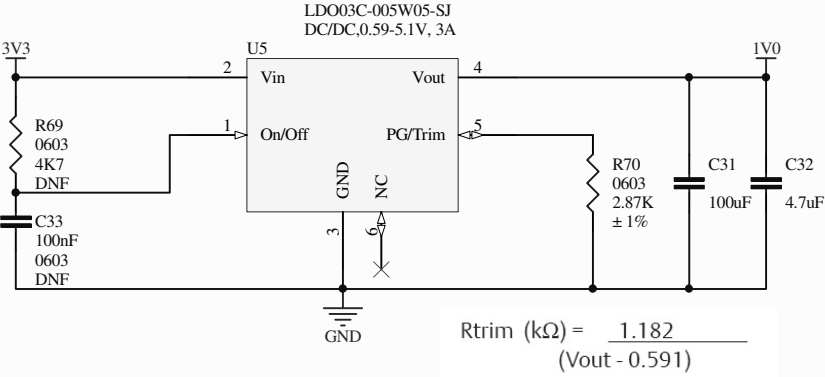 LDO03C-005W05-SJ
DC/DC,0.59-5.1V, 3A
3V3
U5
1V0
2
Vin
Vout
4
R69
0603
4K7
DNF
1
On/Off
PG/Trim
5
GND
NC
R70
0603
2.87K
± 1%
C31
100uF
C32
4.7uF
C33
100nF
0603
DNF
3
6
GND
Rtrim (kΩ) = 1.182
(Vout - 0.591)